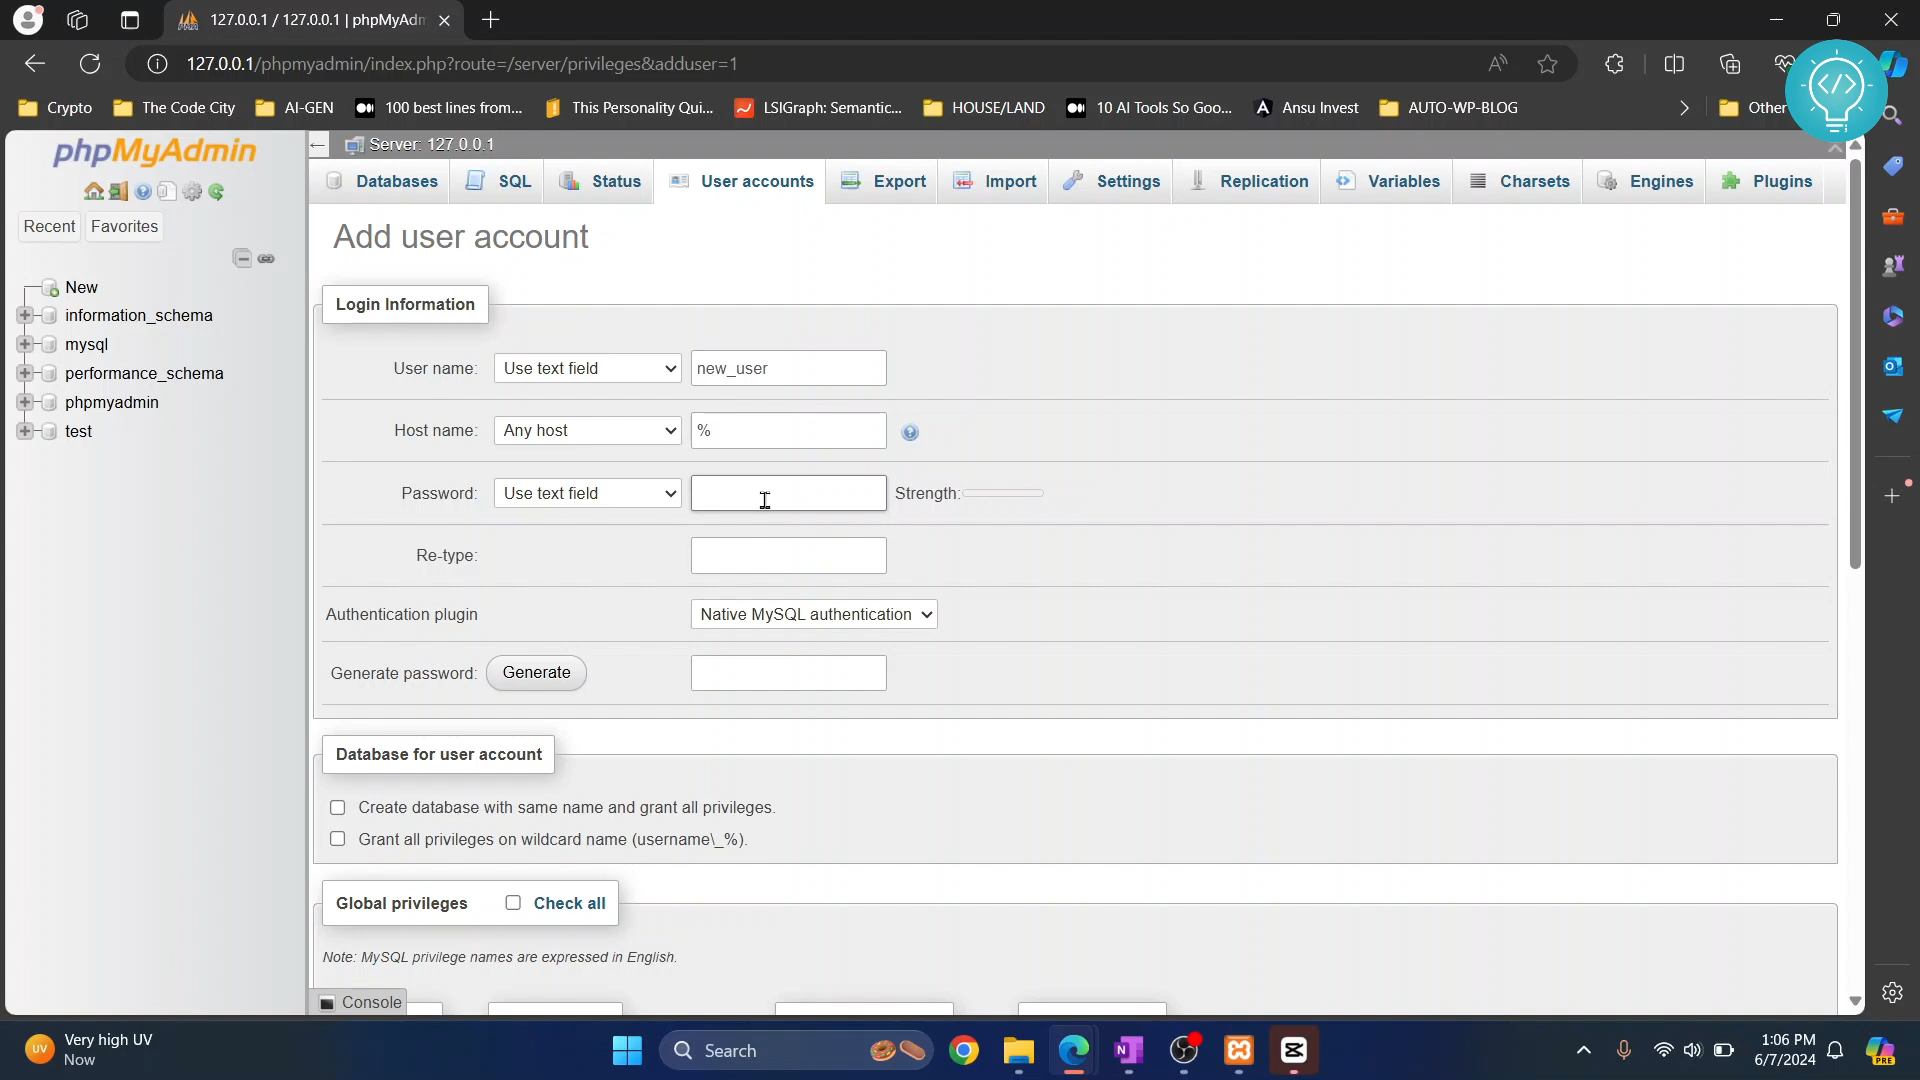 127.0.0.1 / 127.0.0.1 | phpMyAdm
127.0.0.1/phpmyadmin/index.php?route=/server/privileges&adduser=1
Crypto
The Code City
AI-GEN
100 best lines from...
This Personality Qui...
LSIGraph: Semantic...
HOUSE/LAND
10 AI Tools So Goo...
Ansu Invest
AUTO-WP-BLOG
Other
phpMyAdmin
Recent
Favorites
New
information_schema
mysql
performance_schema
phpmyadmin
test
Server: 127.0.0.1
Databases
SQL
Status
User accounts
Export
Import
Settings
Replication
Variables
Charsets
Engines
Plugins
Add user account
Login Information
User name: Use text field new_user
Host name: Any host %
Password: Use text field Strength:
Re-type:
Authentication plugin Native MySQL authentication
Generate password: Generate
Database for user account
Create database with same name and grant all privileges.
Grant all privileges on wildcard name (username\_%).
Global privileges Check all
Note: MySQL privilege names are expressed in English.
Console
UV
Very high UV
Now
Search
1:06 PM
6/7/2024
PRE